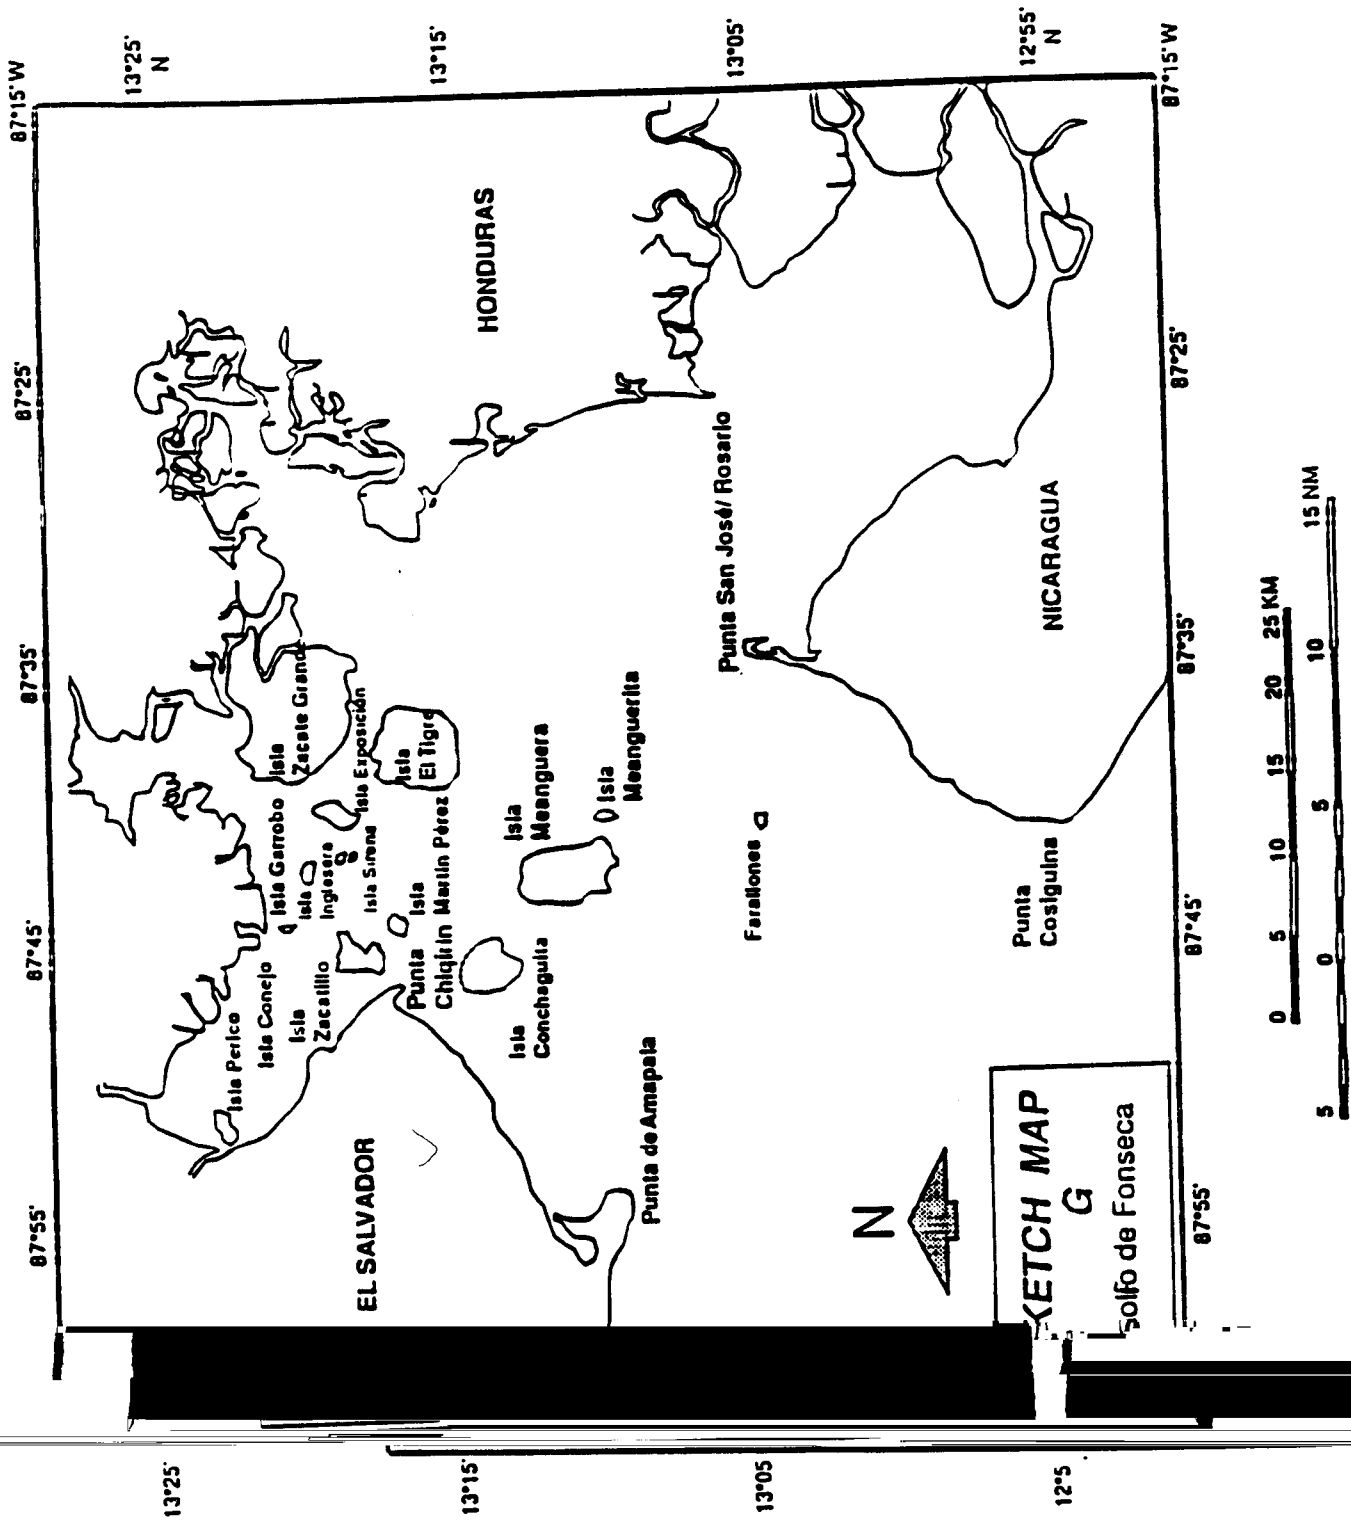 87°55'
87°45'
87°35'
87°25'
87°15'W
13°25'
N
13°15'
13°05'
12°55'
N
13°25'
13°15'
13°05'
12°5
EL SALVADOR
HONDURAS
NICARAGUA
Isla Perico
Isla Conejo
Isla
Zacatillo
Isla Garrobo
Isla
Inglesera
Isla Sirena
Isla
Zacate Grande
Isla Exposición
Isla
El Tigre
Isla
Martin Pérez
Punta
Chiqirin
Isla
Conchaguita
Isla
Meanguera
Isla
Meanguerita
Punta de Amapala
Punta San José/ Rosario
Farallones
Punta
Cosiguina
N
KETCH MAP
G
Golfo de Fonseca
87°55'
87°45'
87°35'
87°25'
87°15'W
0 5 10 15 20 25 KM
5 0 5 10 15 NM